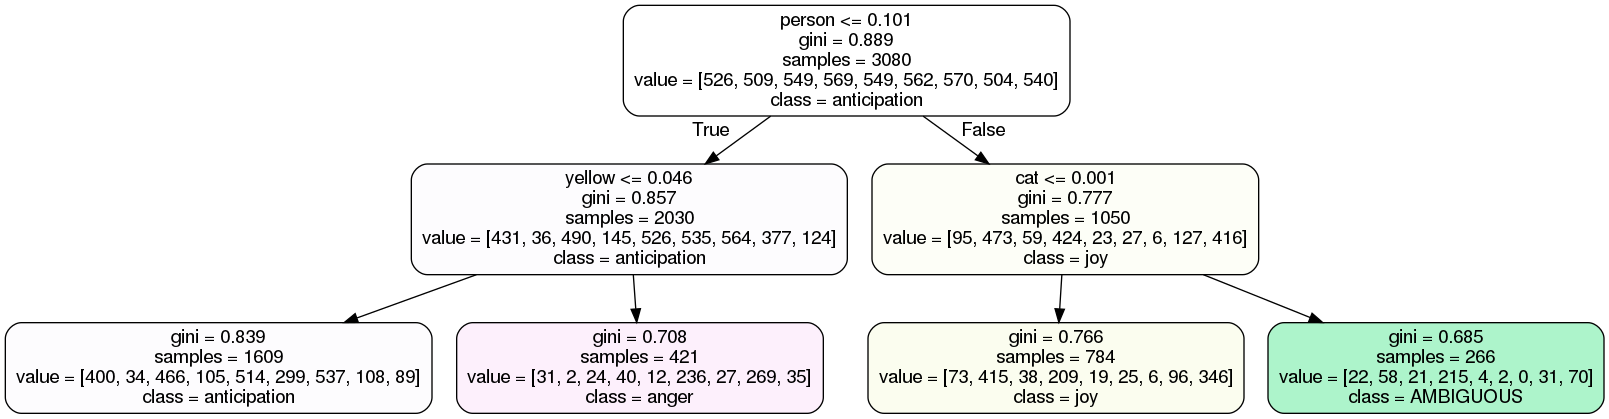 person <= 0.101
gini = 0.889
samples = 3080
value = [526, 509, 549, 569, 549, 562, 570, 504, 540]
class = anticipation
True
False
yellow <= 0.046
gini = 0.857
samples = 2030
value = [431, 36, 490, 145, 526, 535, 564, 377, 124]
class = anticipation
cat <= 0.001
gini = 0.777
samples = 1050
value = [95, 473, 59, 424, 23, 27, 6, 127, 416]
class = joy
gini = 0.839
samples = 1609
value = [400, 34, 466, 105, 514, 299, 537, 108, 89]
class = anticipation
gini = 0.708
samples = 421
value = [31, 2, 24, 40, 12, 236, 27, 269, 35]
class = anger
gini = 0.766
samples = 784
value = [73, 415, 38, 209, 19, 25, 6, 96, 346]
class = joy
gini = 0.685
samples = 266
value = [22, 58, 21, 215, 4, 2, 0, 31, 70]
class = AMBIGUOUS